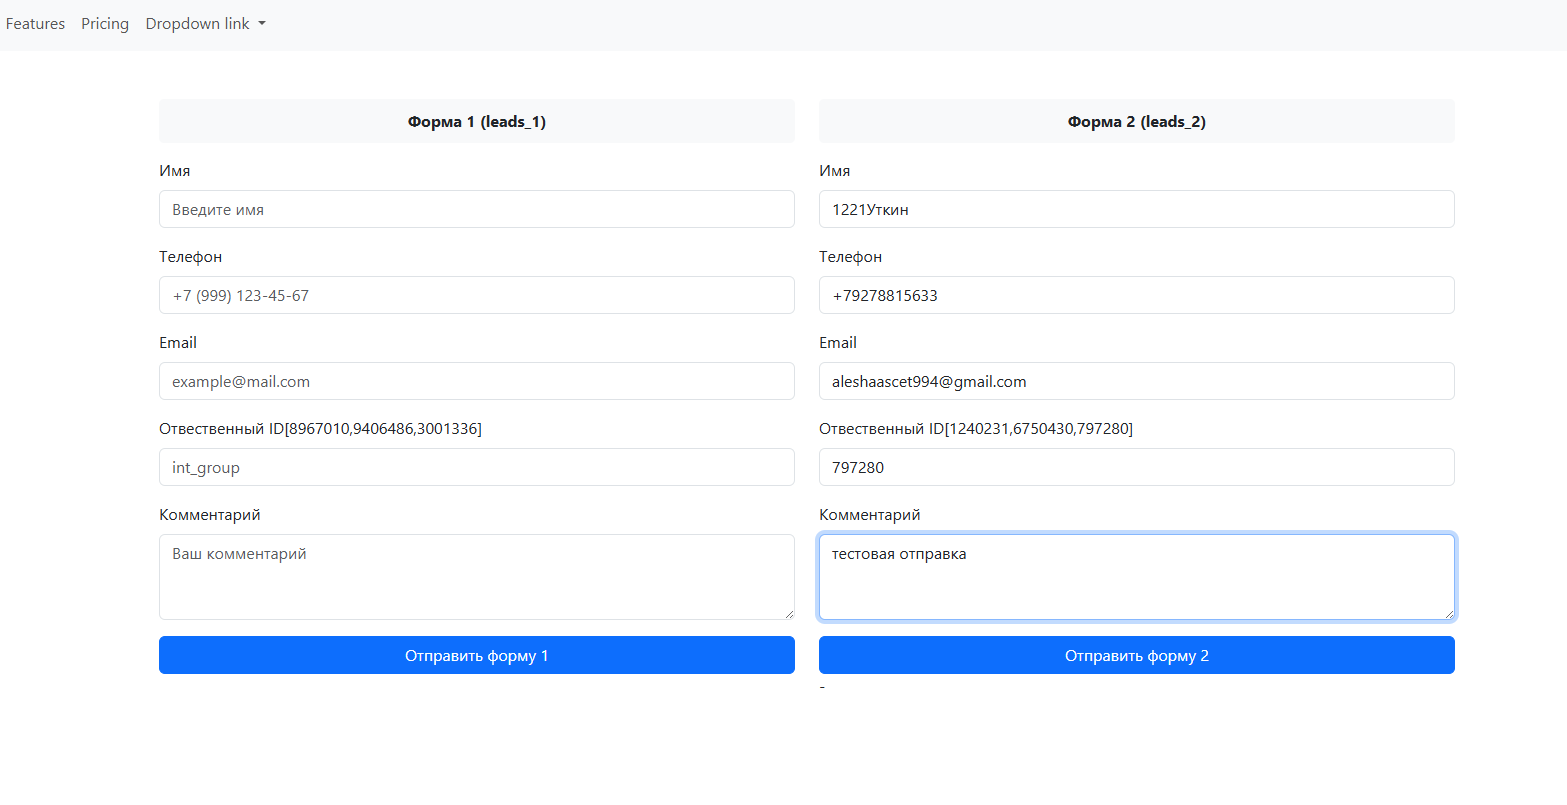 Features Pricing Dropdown link
Форма 1 (leads_1)
Имя
Введите имя
Телефон
+7 (999) 123-45-67
Email
example@mail.com
Отвественный ID[8967010,9406486,3001336]
int_group
Комментарий
Ваш комментарий
Отправить форму 1
Форма 2 (leads_2)
Имя
1221Уткин
Телефон
+79278815633
Email
aleshaascet994@gmail.com
Отвественный ID[1240231,6750430,797280]
797280
Комментарий
тестовая отправка
Отправить форму 2
-